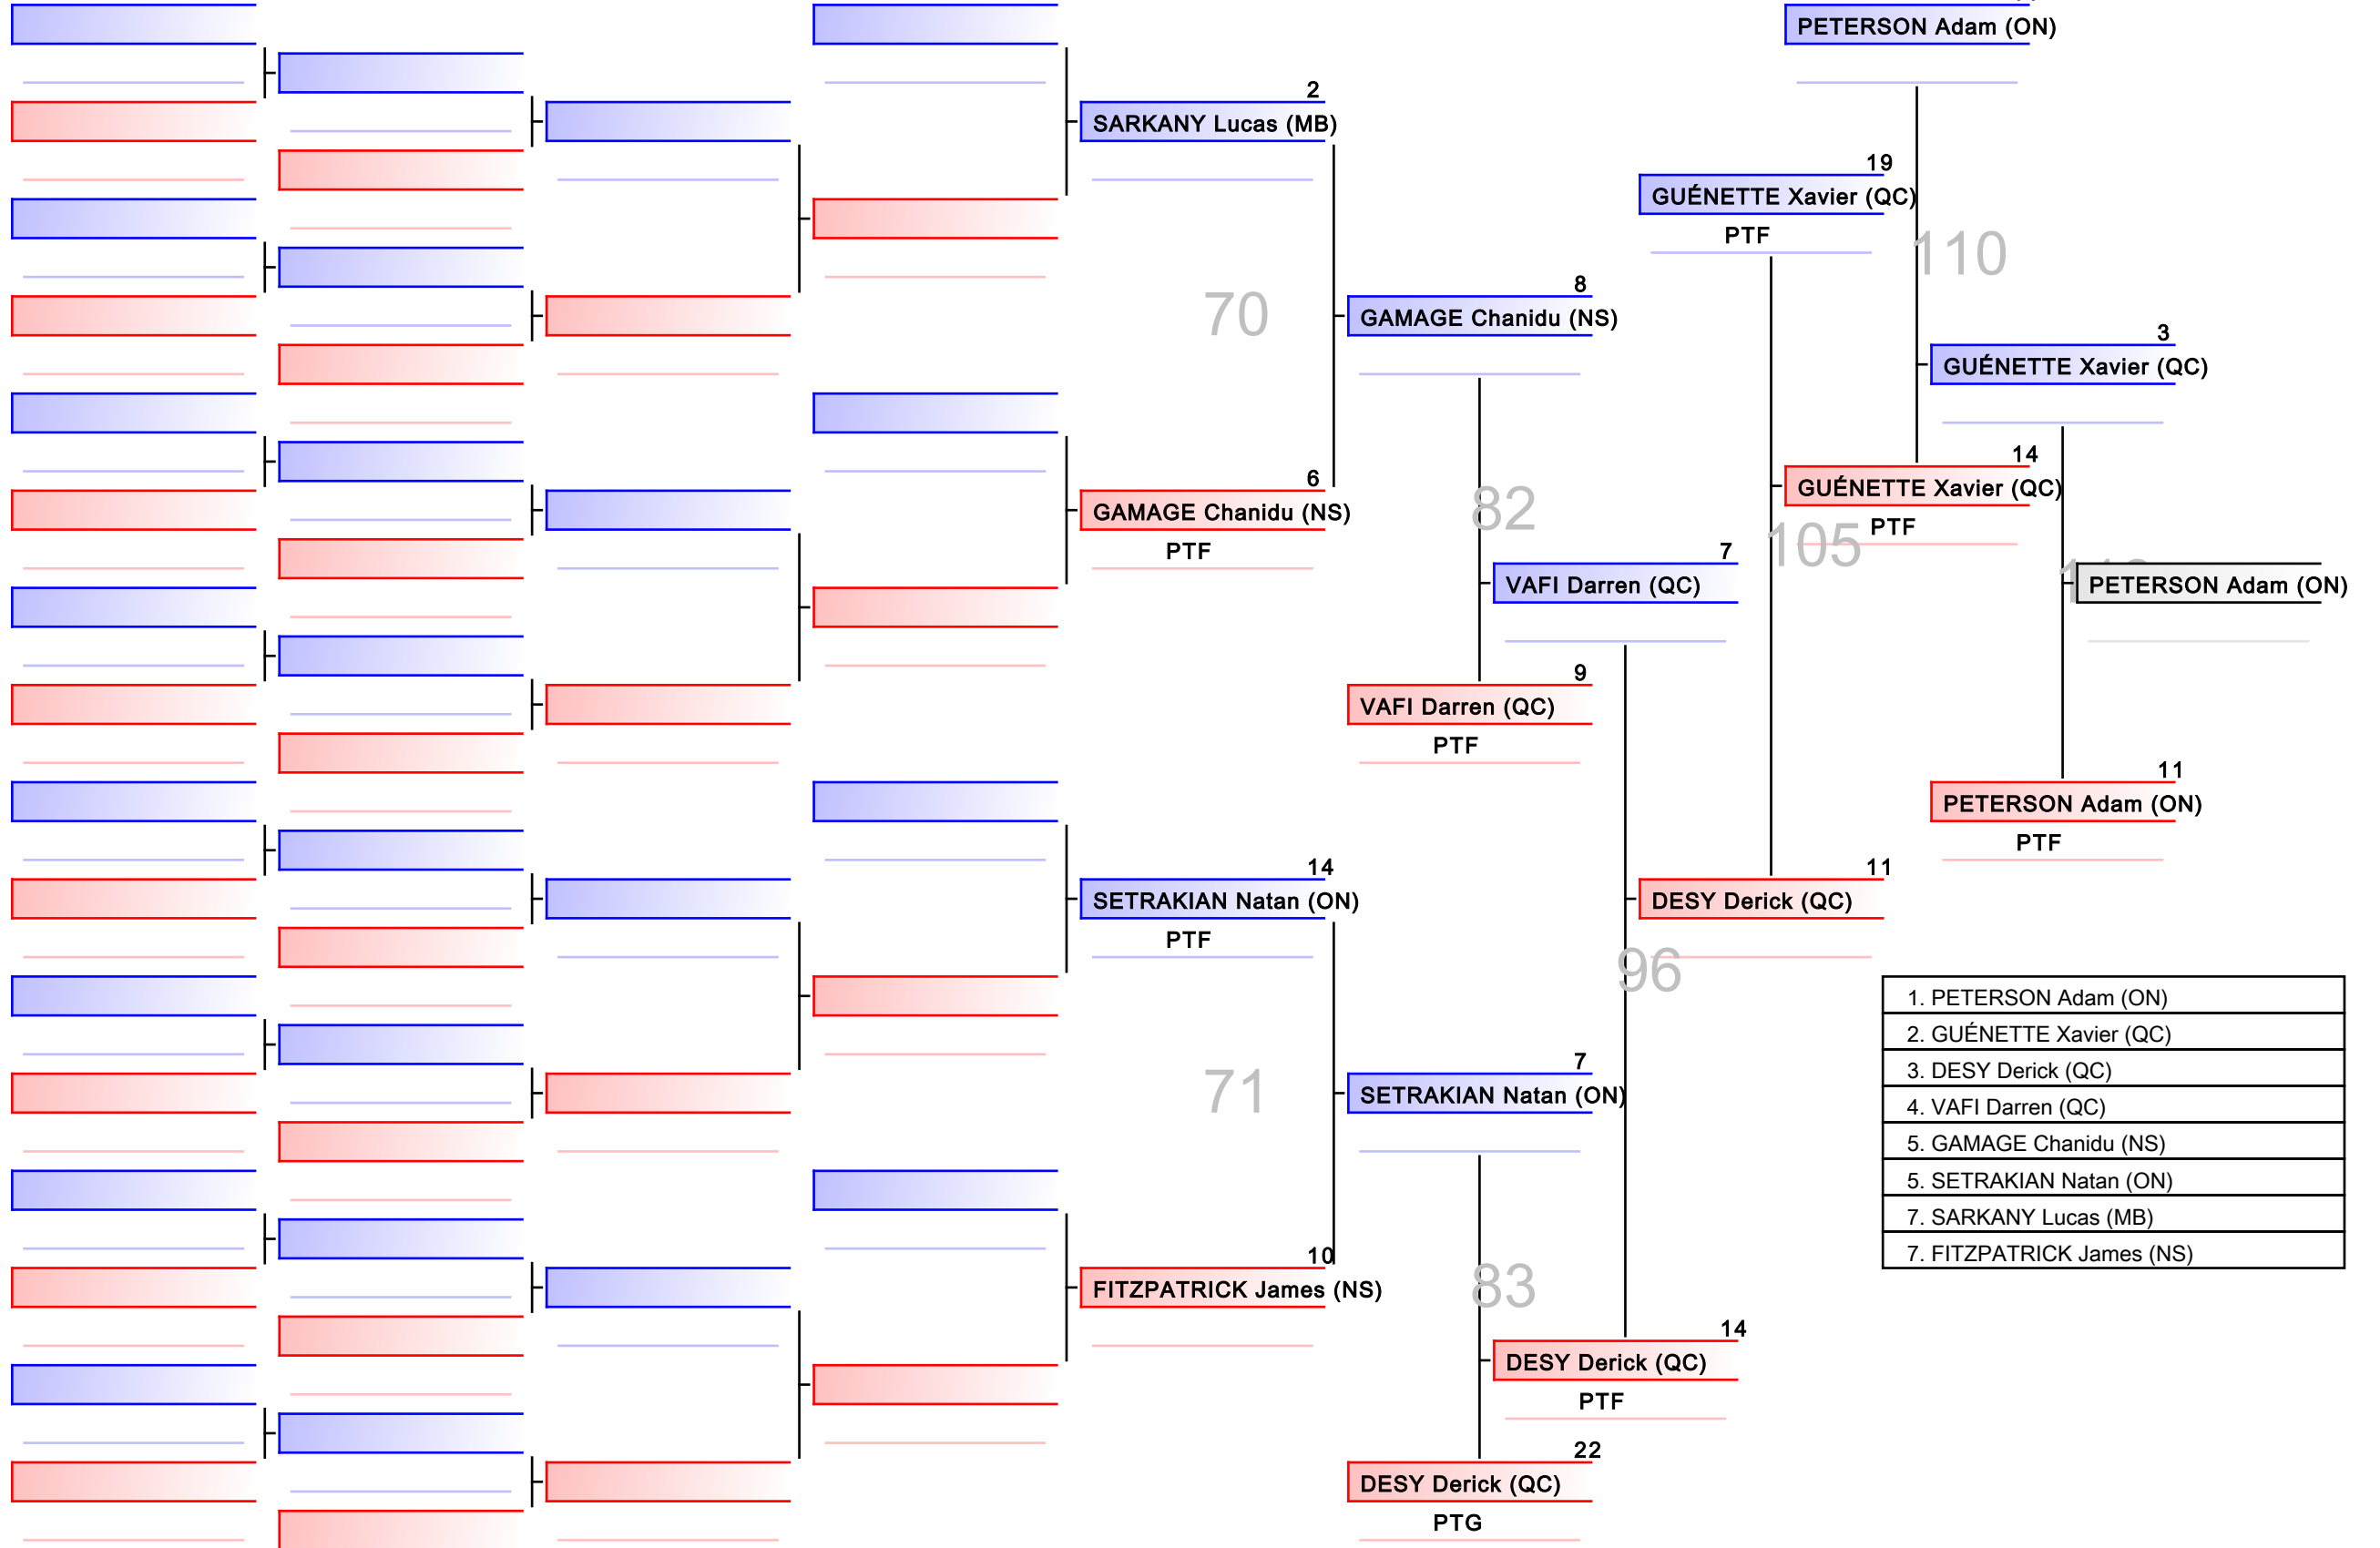 PETERSON Adam (ON)
2
SARKANY Lucas (MB)
19
GUÉNETTE Xavier (QC)
PTF
110
8
70
GAMAGE Chanidu (NS)
3
GUÉNETTE Xavier (QC)
14
GUÉNETTE Xavier (QC)
PTF
6
GAMAGE Chanidu (NS)
PTF
82
105
7
VAFI Darren (QC)
PETERSON Adam (ON)
9
VAFI Darren (QC)
PTF
11
PETERSON Adam (ON)
PTF
14
SETRAKIAN Natan (ON)
PTF
11
DESY Derick (QC)
96
7
71
SETRAKIAN Natan (ON)
1. PETERSON Adam (ON)
2. GUÉNETTE Xavier (QC)
3. DESY Derick (QC)
4. VAFI Darren (QC)
5. GAMAGE Chanidu (NS)
5. SETRAKIAN Natan (ON)
7. SARKANY Lucas (MB)
7. FITZPATRICK James (NS)
10
FITZPATRICK James (NS)
83
14
DESY Derick (QC)
PTF
22
DESY Derick (QC)
PTG